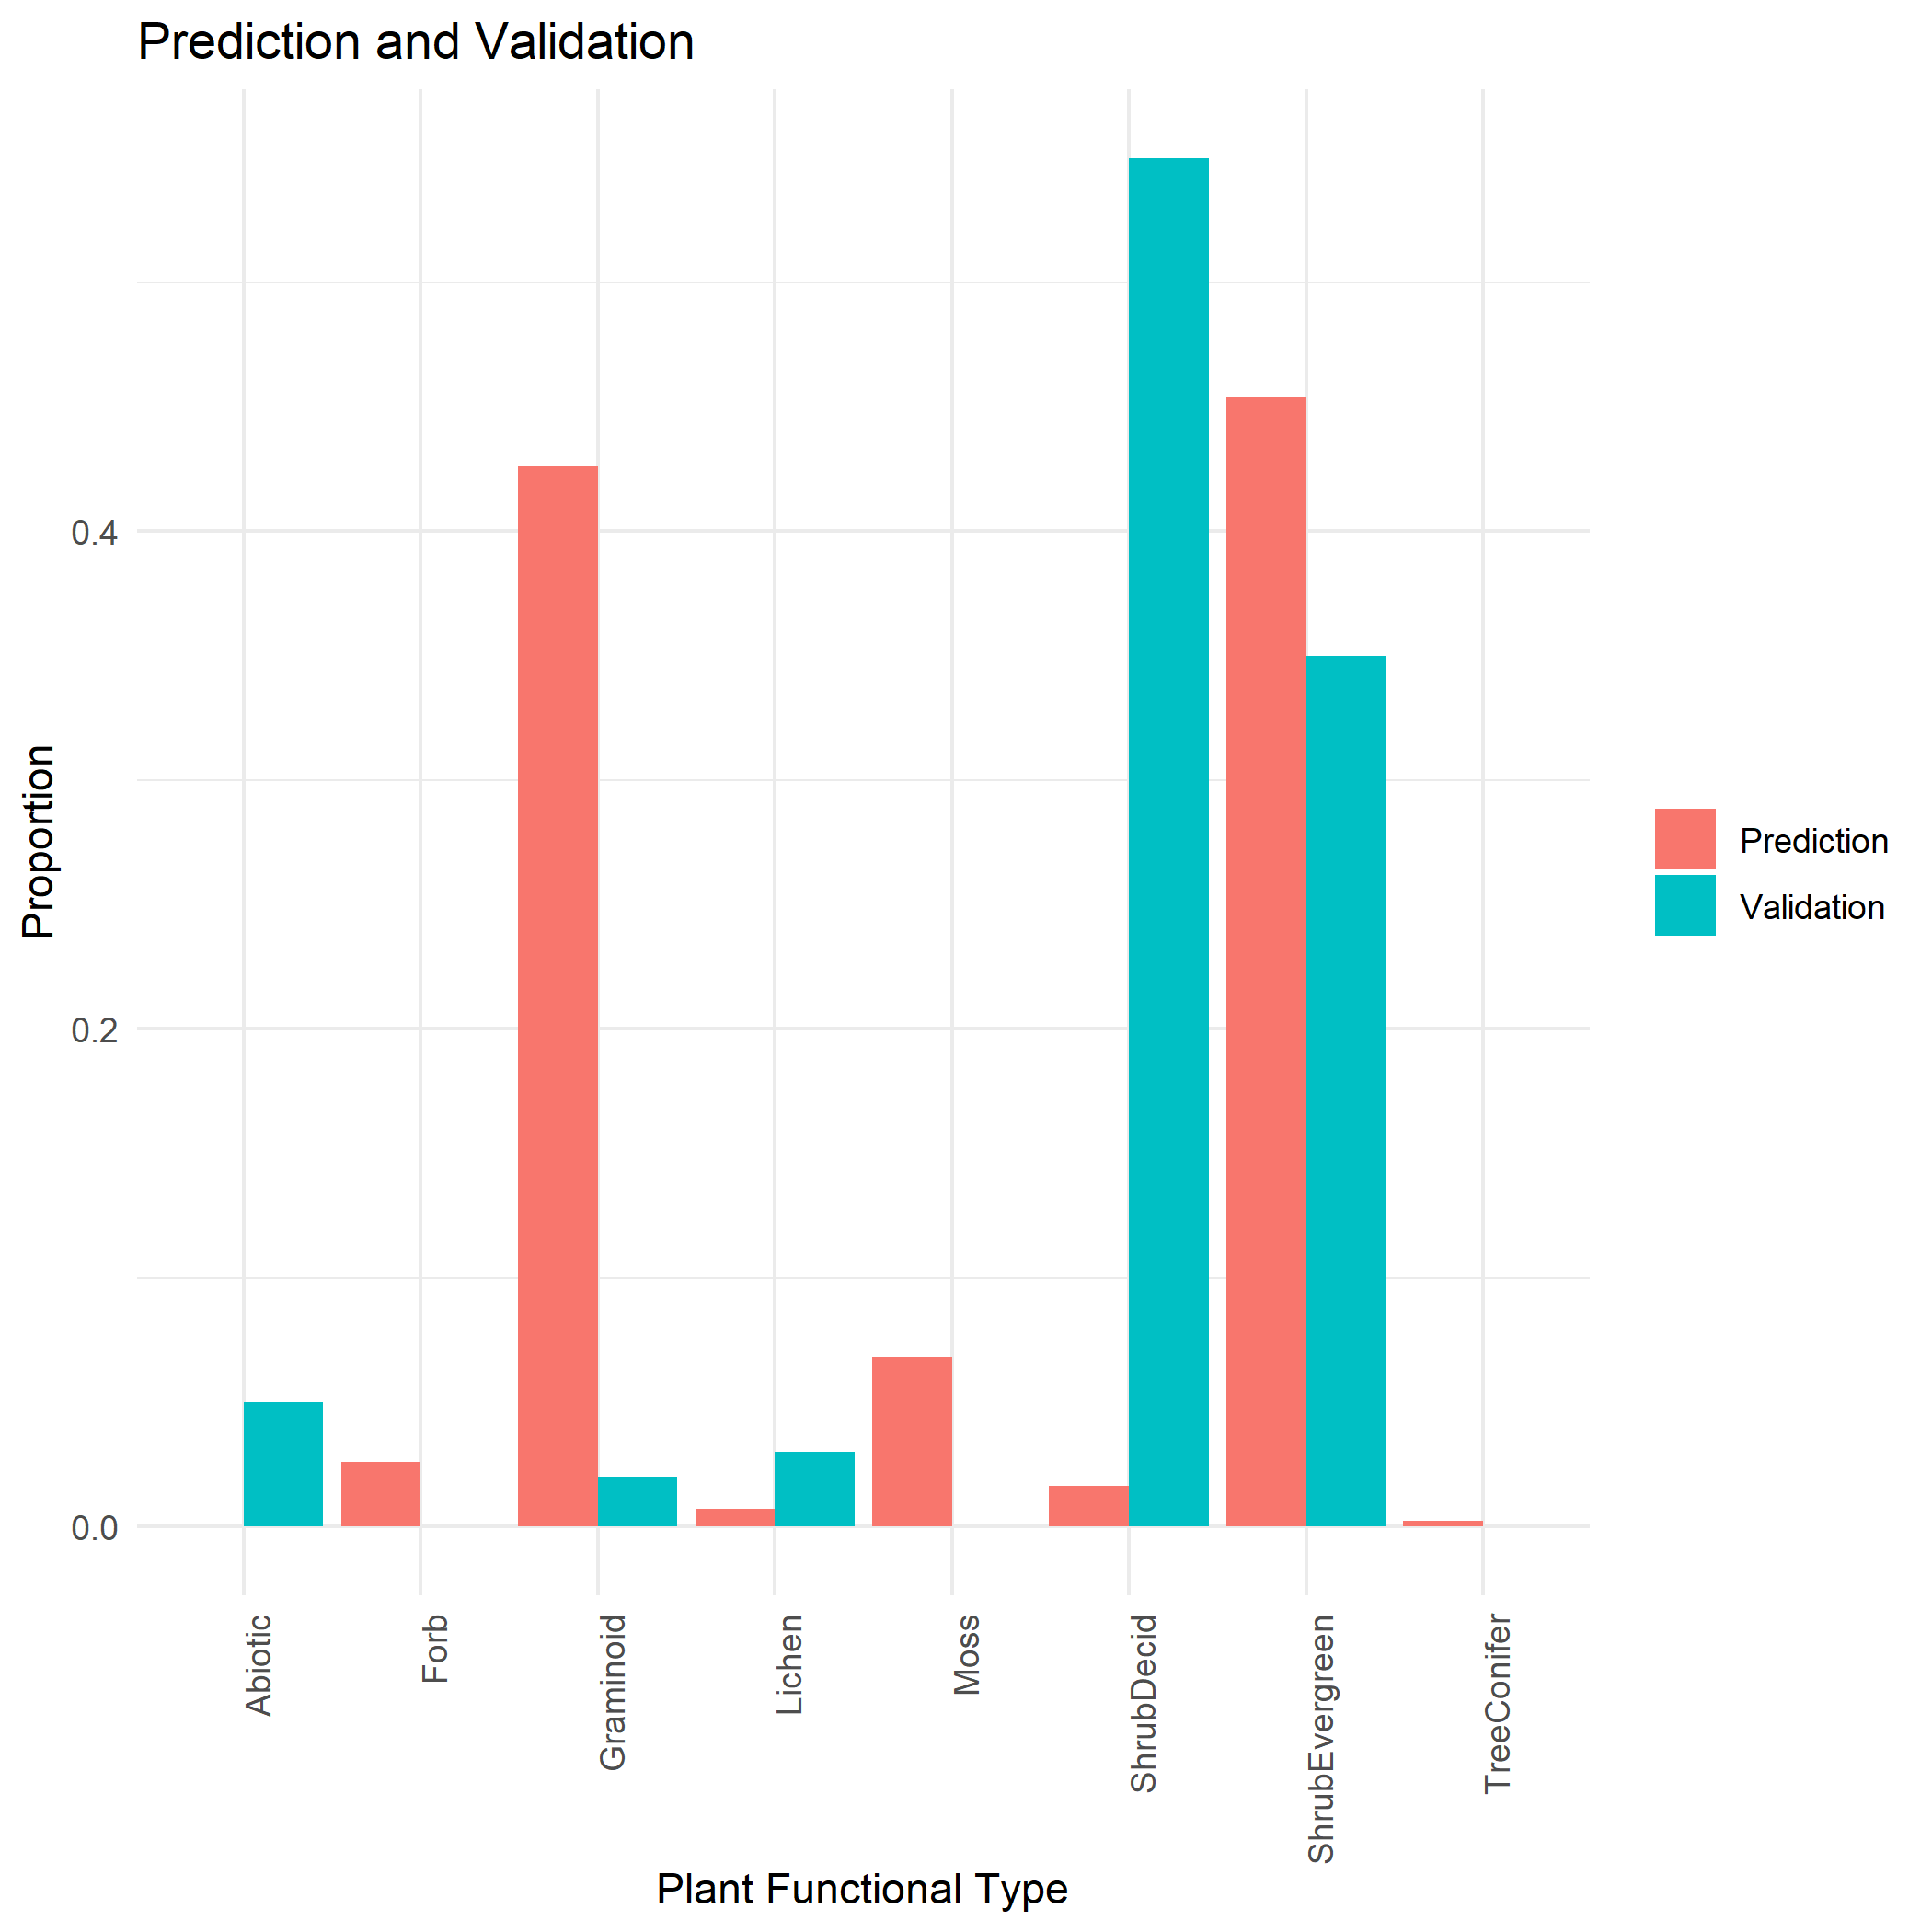 Prediction and Validation
Proportion
0.4
0.2
0.0
Abiotic
Forb
Graminoid
Lichen
Moss
ShrubDecid
ShrubEvergreen
TreeConifer
Plant Functional Type
Prediction
Validation